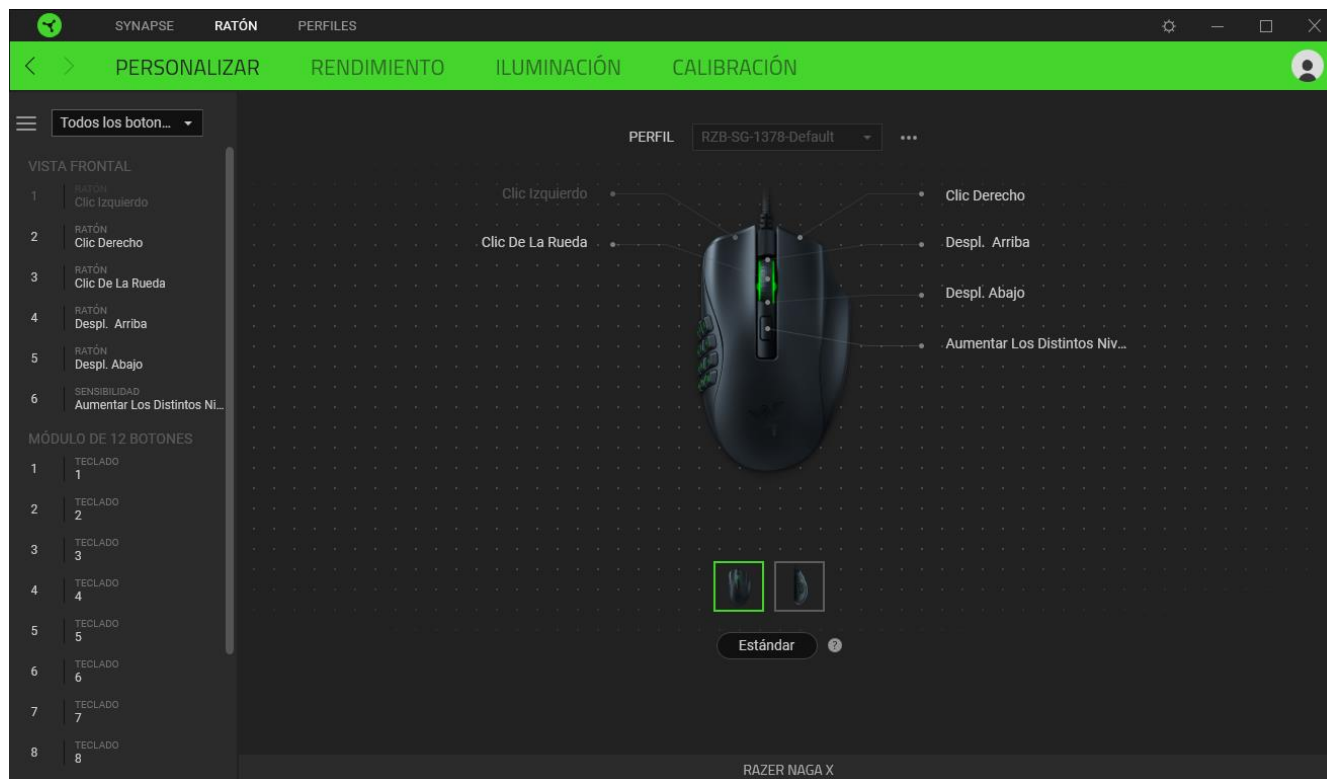 SYNAPSE RATÓN PERFILES
PERSONALIZAR RENDIMIENTO ILUMINACIÓN CALIBRACIÓN
Todos los boton...
VISTA FRONTAL
1 RATÓN
Clic Izquierdo
2 RATÓN
Clic Derecho
3 RATÓN
Clic De La Rueda
4 RATÓN
Despl. Arriba
5 RATÓN
Despl. Abajo
6 SENSIBILIDAD
Aumentar Los Distintos Ni...
MÓDULO DE 12 BOTONES
1 TECLADO
1
2 TECLADO
2
3 TECLADO
3
4 TECLADO
4
5 TECLADO
5
6 TECLADO
6
7 TECLADO
7
8 TECLADO
8
PERFIL RZB-SG-1378-Default
Clic Izquierdo
Clic Derecho
Clic De La Rueda
Despl. Arriba
Despl. Abajo
Aumentar Los Distintos Niv...
Estándar ?
RAZER NAGA X